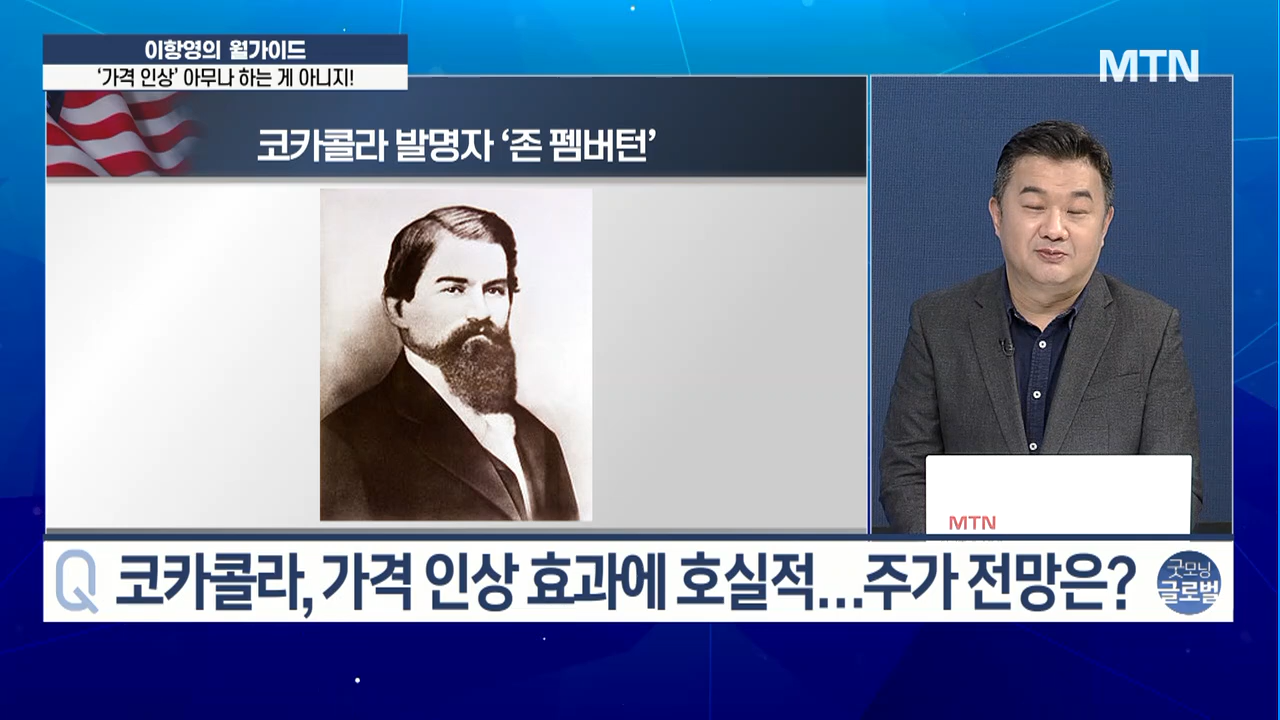 이항영의 월가이드
'가격 인상' 아무나 하는 게 아니지!
MTN
코카콜라 발명자 ‘존 펨버턴’
MTN
Q 코카콜라, 가격 인상 효과에 호실적...주가 전망은?
굿모닝
글로벌